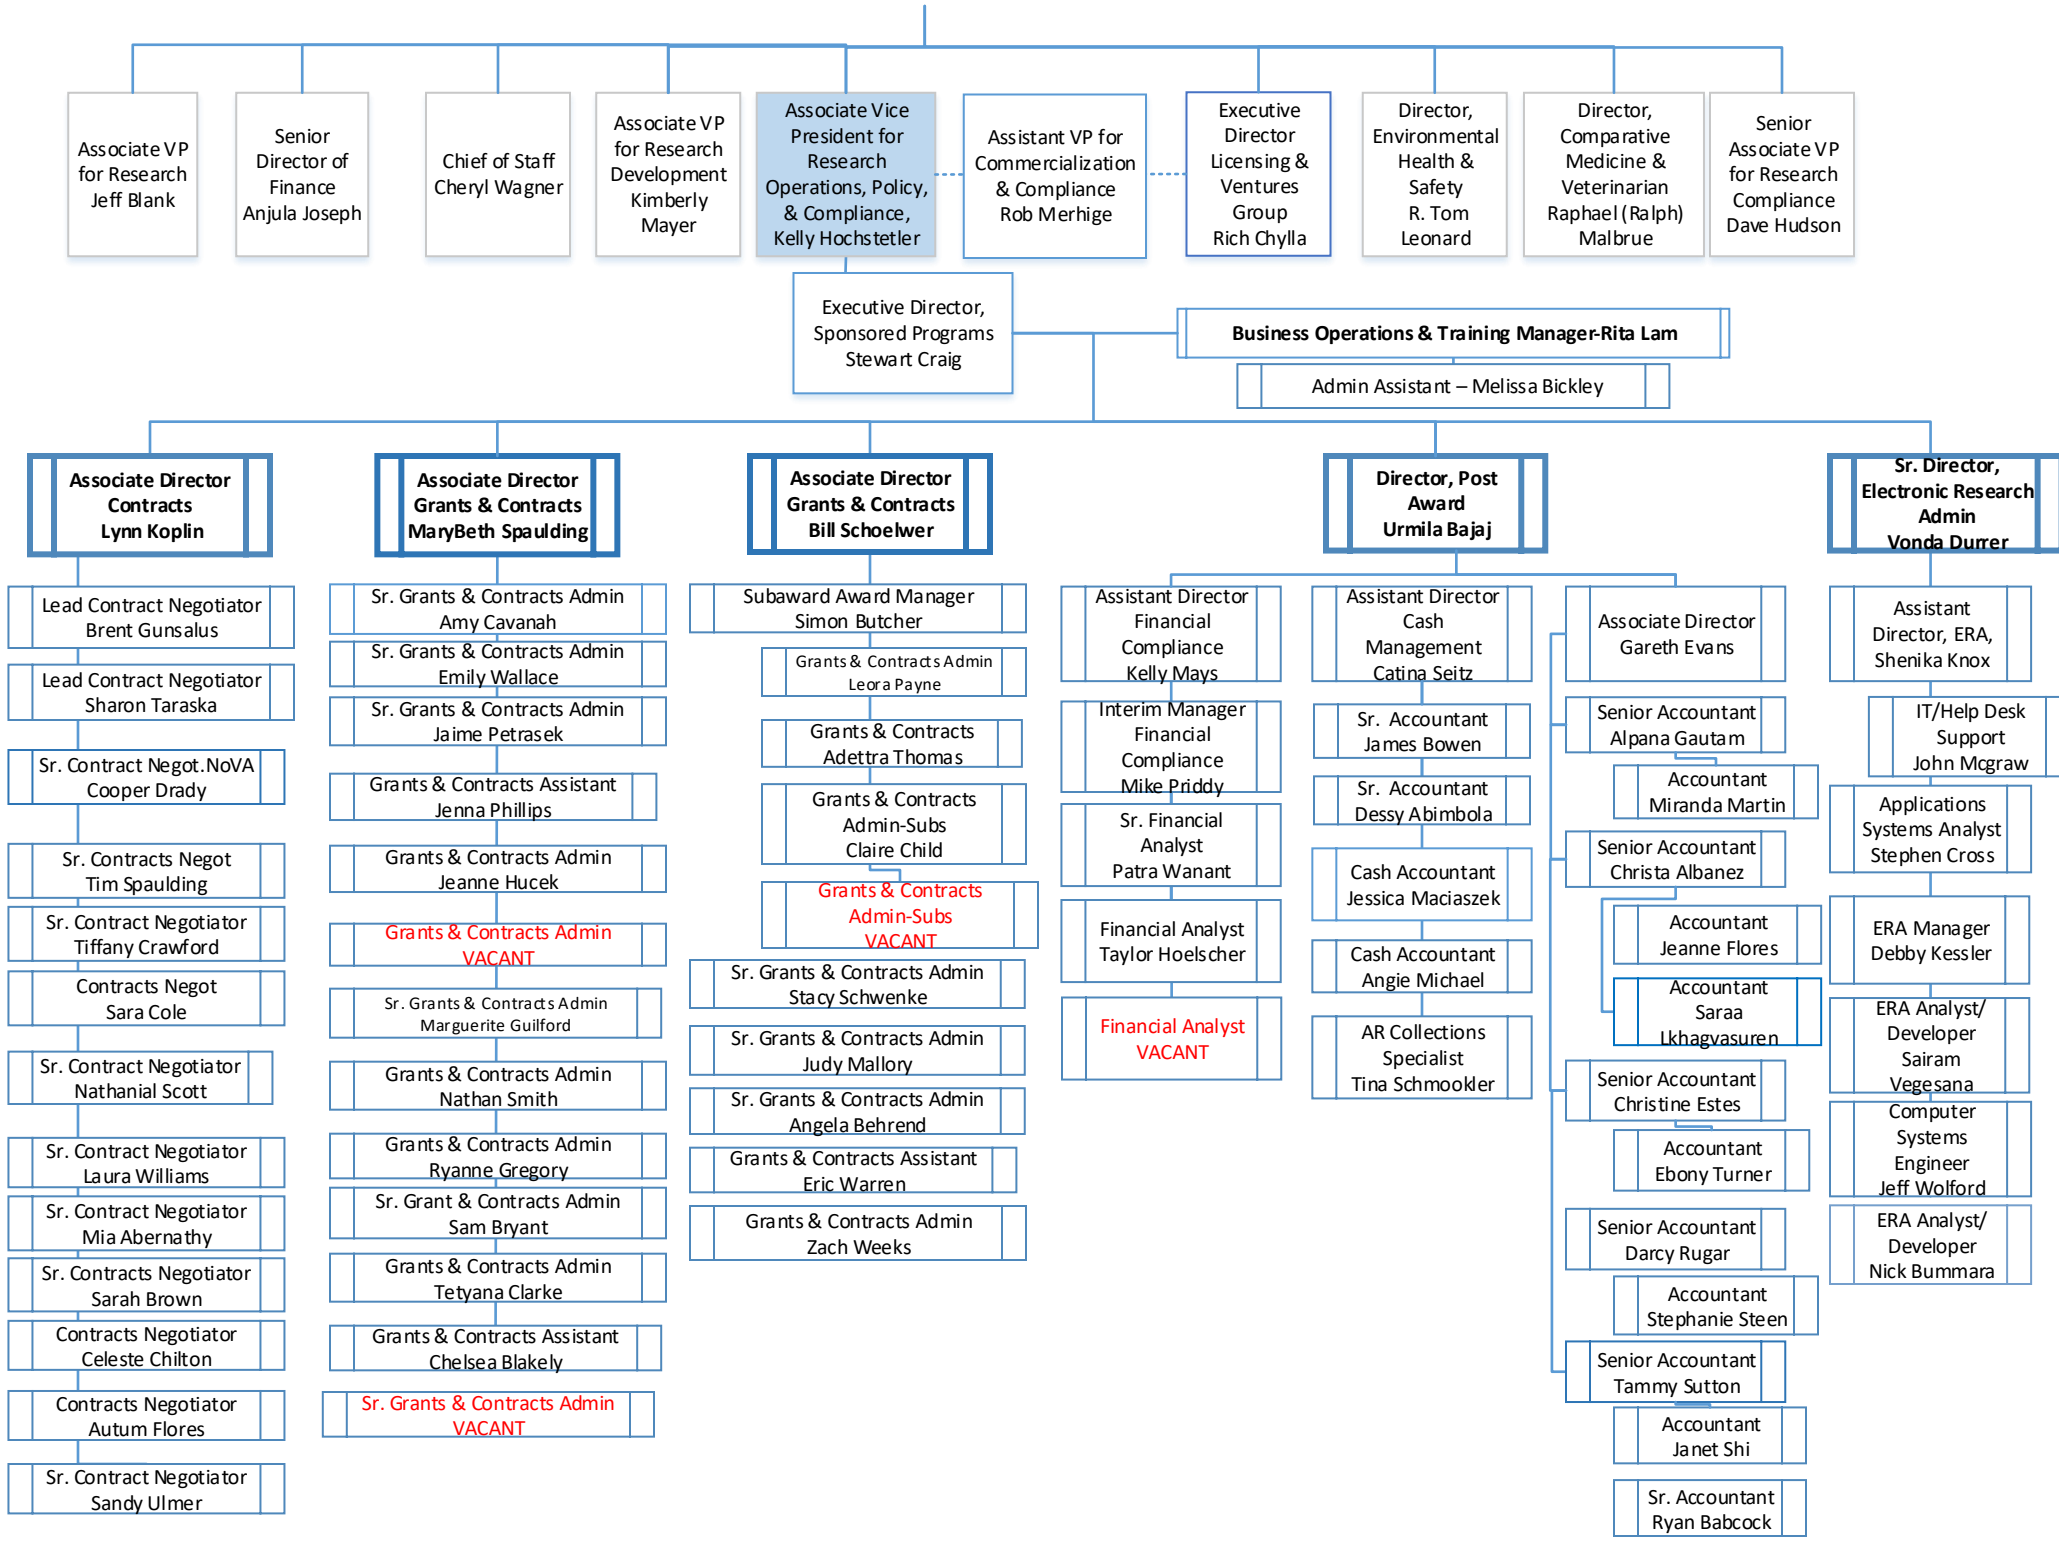 Associate VP
for Research
Jeff Blank
Senior
Director of
Finance
Anjula Joseph
Chief of Staff
Cheryl Wagner
Associate VP
for Research
Development
Kimberly
Mayer
Associate Vice
President for
Research
Operations, Policy,
& Compliance,
Kelly Hochstetler
Assistant VP for
Commercialization
& Compliance
Rob Merhige
Executive
Director
Licensing &
Ventures
Group
Rich Chylla
Director,
Environmental
Health &
Safety
R. Tom
Leonard
Director,
Comparative
Medicine &
Veterinarian
Raphael (Ralph)
Malbrue
Senior
Associate VP
for Research
Compliance
Dave Hudson
Executive Director,
Sponsored Programs
Stewart Craig
Business Operations & Training Manager-Rita Lam
Admin Assistant – Melissa Bickley
Associate Director
Contracts
Lynn Koplin
Lead Contract Negotiator
Brent Gunsalus
Lead Contract Negotiator
Sharon Taraska
Sr. Contract Negot.NoVA
Cooper Drady
Sr. Contracts Negot
Tim Spaulding
Sr. Contract Negotiator
Tiffany Crawford
Contracts Negot
Sara Cole
Sr. Contract Negotiator
Nathanial Scott
Sr. Contract Negotiator
Laura Williams
Sr. Contract Negotiator
Mia Abernathy
Sr. Contracts Negotiator
Sarah Brown
Contracts Negotiator
Celeste Chilton
Contracts Negotiator
Autum Flores
Sr. Contract Negotiator
Sandy Ulmer
Associate Director
Grants & Contracts
MaryBeth Spaulding
Sr. Grants & Contracts Admin
Amy Cavanah
Sr. Grants & Contracts Admin
Emily Wallace
Sr. Grants & Contracts Admin
Jaime Petrasek
Grants & Contracts Assistant
Jenna Phillips
Grants & Contracts Admin
Jeanne Hucek
Grants & Contracts Admin
VACANT
Sr. Grants & Contracts Admin
Marguerite Guilford
Grants & Contracts Admin
Nathan Smith
Grants & Contracts Admin
Ryanne Gregory
Sr. Grant & Contracts Admin
Sam Bryant
Grants & Contracts Admin
Tetyana Clarke
Grants & Contracts Assistant
Chelsea Blakely
Sr. Grants & Contracts Admin
VACANT
Associate Director
Grants & Contracts
Bill Schoelwer
Subaward Award Manager
Simon Butcher
Grants & Contracts Admin
Leora Payne
Grants & Contracts
Adettra Thomas
Grants & Contracts
Admin-Subs
Claire Child
Grants & Contracts
Admin-Subs
VACANT
Sr. Grants & Contracts Admin
Stacy Schwenke
Sr. Grants & Contracts Admin
Judy Mallory
Sr. Grants & Contracts Admin
Angela Behrend
Grants & Contracts Assistant
Eric Warren
Grants & Contracts Admin
Zach Weeks
Director, Post
Award
Urmila Bajaj
Assistant Director
Financial
Compliance
Kelly Mays
Interim Manager
Financial
Compliance
Mike Priddy
Sr. Financial
Analyst
Patra Wanant
Financial Analyst
Taylor Hoelscher
Financial Analyst
VACANT
Assistant Director
Cash
Management
Catina Seitz
Sr. Accountant
James Bowen
Sr. Accountant
Dessy Abimbola
Cash Accountant
Jessica Maciaszek
Cash Accountant
Angie Michael
AR Collections
Specialist
Tina Schmookler
Associate Director
Gareth Evans
Senior Accountant
Alpana Gautam
Accountant
Miranda Martin
Senior Accountant
Christa Albanez
Accountant
Jeanne Flores
Accountant
Saraa
Lkhagvasuren
Senior Accountant
Christine Estes
Accountant
Ebony Turner
Senior Accountant
Darcy Rugar
Accountant
Stephanie Steen
Senior Accountant
Tammy Sutton
Accountant
Janet Shi
Sr. Accountant
Ryan Babcock
Sr. Director,
Electronic Research
Admin
Vonda Durrer
Assistant
Director, ERA,
Shenika Knox
IT/Help Desk
Support
John Mcgraw
Applications
Systems Analyst
Stephen Cross
ERA Manager
Debby Kessler
ERA Analyst/
Developer
Sairam
Vegesana
Computer
Systems
Engineer
Jeff Wolford
ERA Analyst/
Developer
Nick Bummara